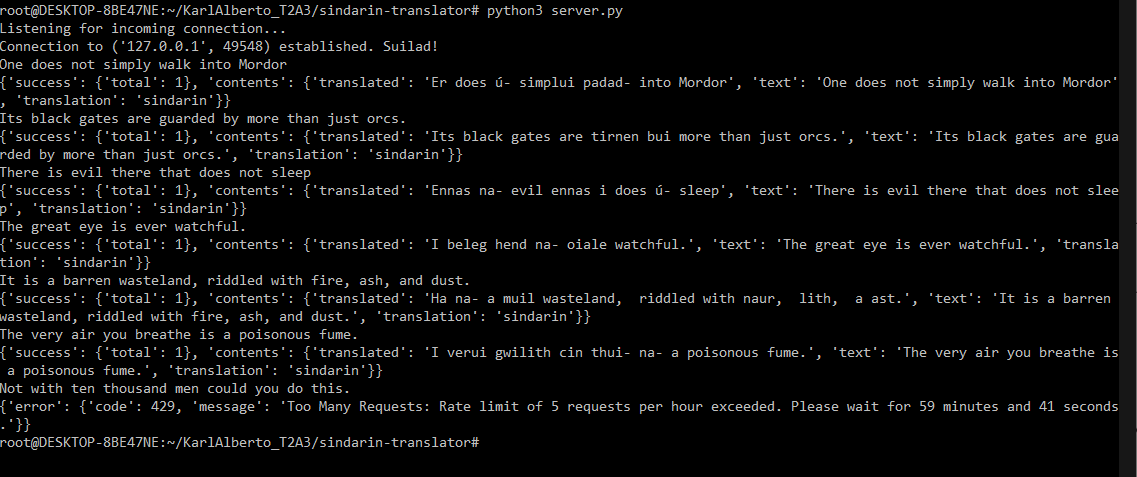 root@DESKTOP-8BE47NE:~/KarlAlberto_T2A3/sindarin-translator# python3 server.py
Listening for incoming connection...
Connection to ('127.0.0.1', 49548) established. Suilad!
One does not simply walk into Mordor
{'success': {'total': 1}, 'contents': {'translated': 'Er does ú- simplui padad- into Mordor', 'text': 'One does not simply walk into Mordor'
, 'translation': 'sindarin'}}
Its black gates are guarded by more than just orcs.
{'success': {'total': 1}, 'contents': {'translated': 'Its black gates are tirnen bui more than just orcs.', 'text': 'Its black gates are gua
rded by more than just orcs.', 'translation': 'sindarin'}}
There is evil there that does not sleep
{'success': {'total': 1}, 'contents': {'translated': 'Ennas na- evil ennas i does ú- sleep', 'text': 'There is evil there that does not slee
p', 'translation': 'sindarin'}}
The great eye is ever watchful.
{'success': {'total': 1}, 'contents': {'translated': 'I beleg hend na- oiale watchful.', 'text': 'The great eye is ever watchful.', 'transla
tion': 'sindarin'}}
It is a barren wasteland, riddled with fire, ash, and dust.
{'success': {'total': 1}, 'contents': {'translated': 'Ha na- a muil wasteland,  riddled with naur,  lith,  a ast.', 'text': 'It is a barren 
wasteland, riddled with fire, ash, and dust.', 'translation': 'sindarin'}}
The very air you breathe is a poisonous fume.
{'success': {'total': 1}, 'contents': {'translated': 'I verui gwilith cin thui- na- a poisonous fume.', 'text': 'The very air you breathe is
 a poisonous fume.', 'translation': 'sindarin'}}
Not with ten thousand men could you do this.
{'error': {'code': 429, 'message': 'Too Many Requests: Rate limit of 5 requests per hour exceeded. Please wait for 59 minutes and 41 seconds
.'}}
root@DESKTOP-8BE47NE:~/KarlAlberto_T2A3/sindarin-translator#